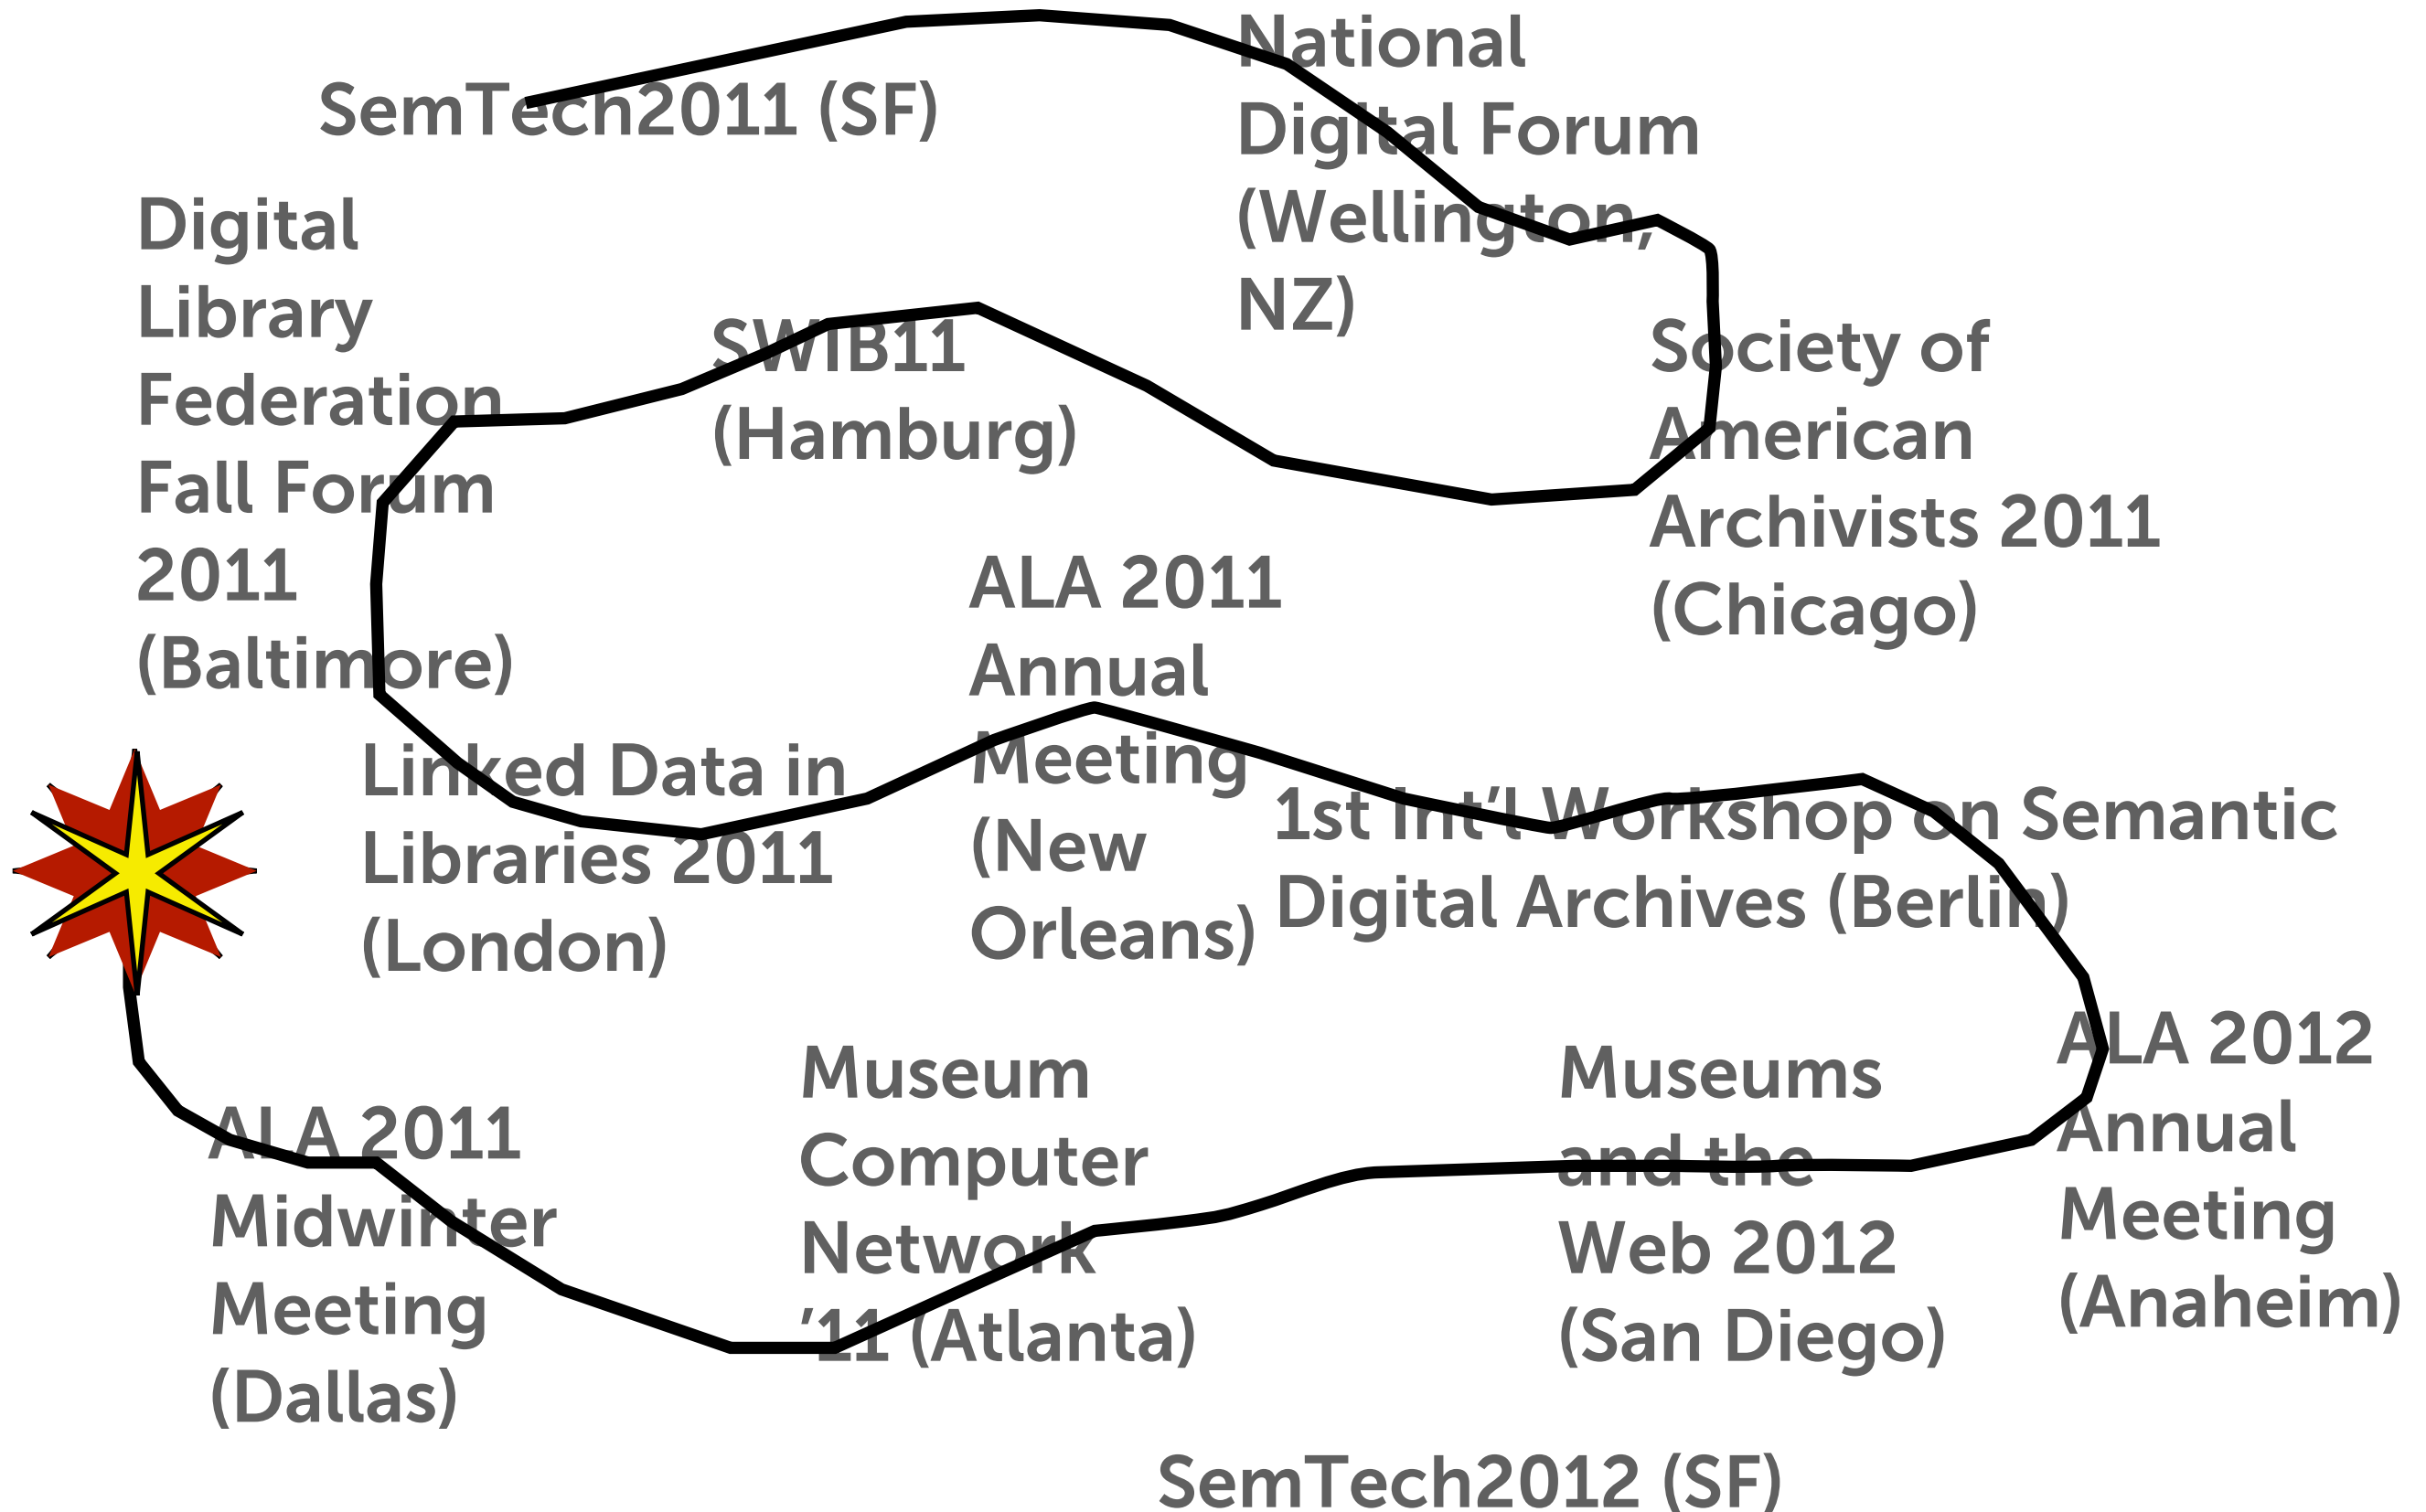 SemTech2011 (SF)
National
Digital Forum
(Wellington,
NZ)
Digital
Library
Federation
Fall Forum
2011
(Baltimore)
SWIB11
(Hamburg)
Society of
American
Archivists 2011
(Chicago)
ALA 2011
Annual
Meeting
(New
Orleans)
Linked Data in
Libraries 2011
(London)
1st Int'l Workshop on Semantic
Digital Archives (Berlin)
ALA 2011
Midwinter
Meeting
(Dallas)
Museum
Computer
Network
'11 (Atlanta)
Museums
and the
Web 2012
(San Diego)
ALA 2012
Annual
Meeting
(Anaheim)
SemTech2012 (SF)